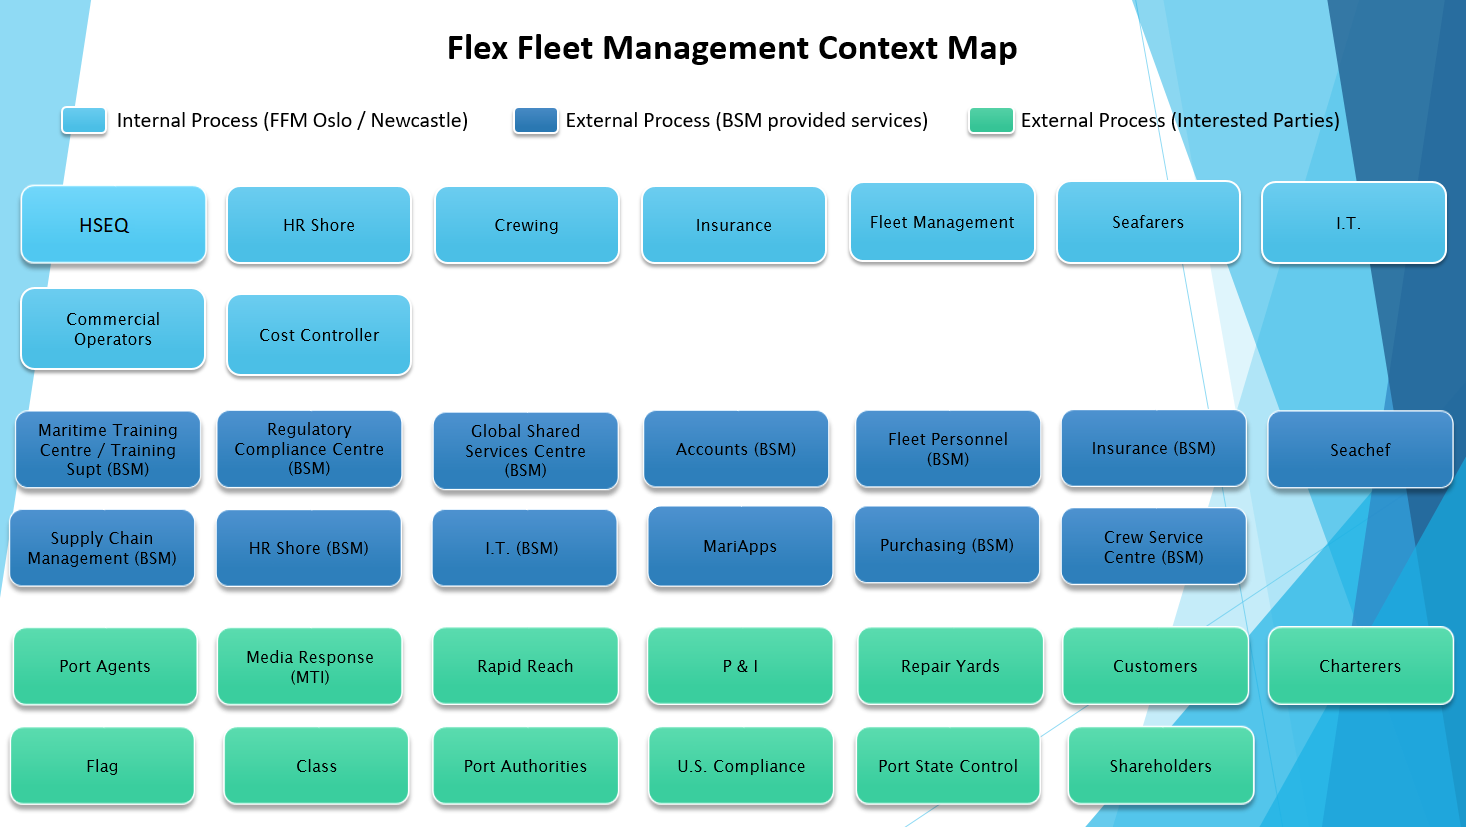 Flex Fleet Management Context Map
Internal Process (FFM Oslo / Newcastle)
External Process (BSM provided services)
External Process (Interested Parties)
HSEQ
HR Shore
Crewing
Insurance
Fleet Management
Seafarers
I.T.
Commercial
Operators
Cost Controller
Maritime Training
Centre / Training
Supt (BSM)
Regulatory
Compliance Centre
(BSM)
Global Shared
Services Centre
(BSM)
Accounts (BSM)
Fleet Personnel
(BSM)
Insurance (BSM)
Seachef
Supply Chain
Management (BSM)
HR Shore (BSM)
I.T. (BSM)
MariApps
Purchasing (BSM)
Crew Service
Centre (BSM)
Port Agents
Media Response
(MTI)
Rapid Reach
P & I
Repair Yards
Customers
Charterers
Flag
Class
Port Authorities
U.S. Compliance
Port State Control
Shareholders